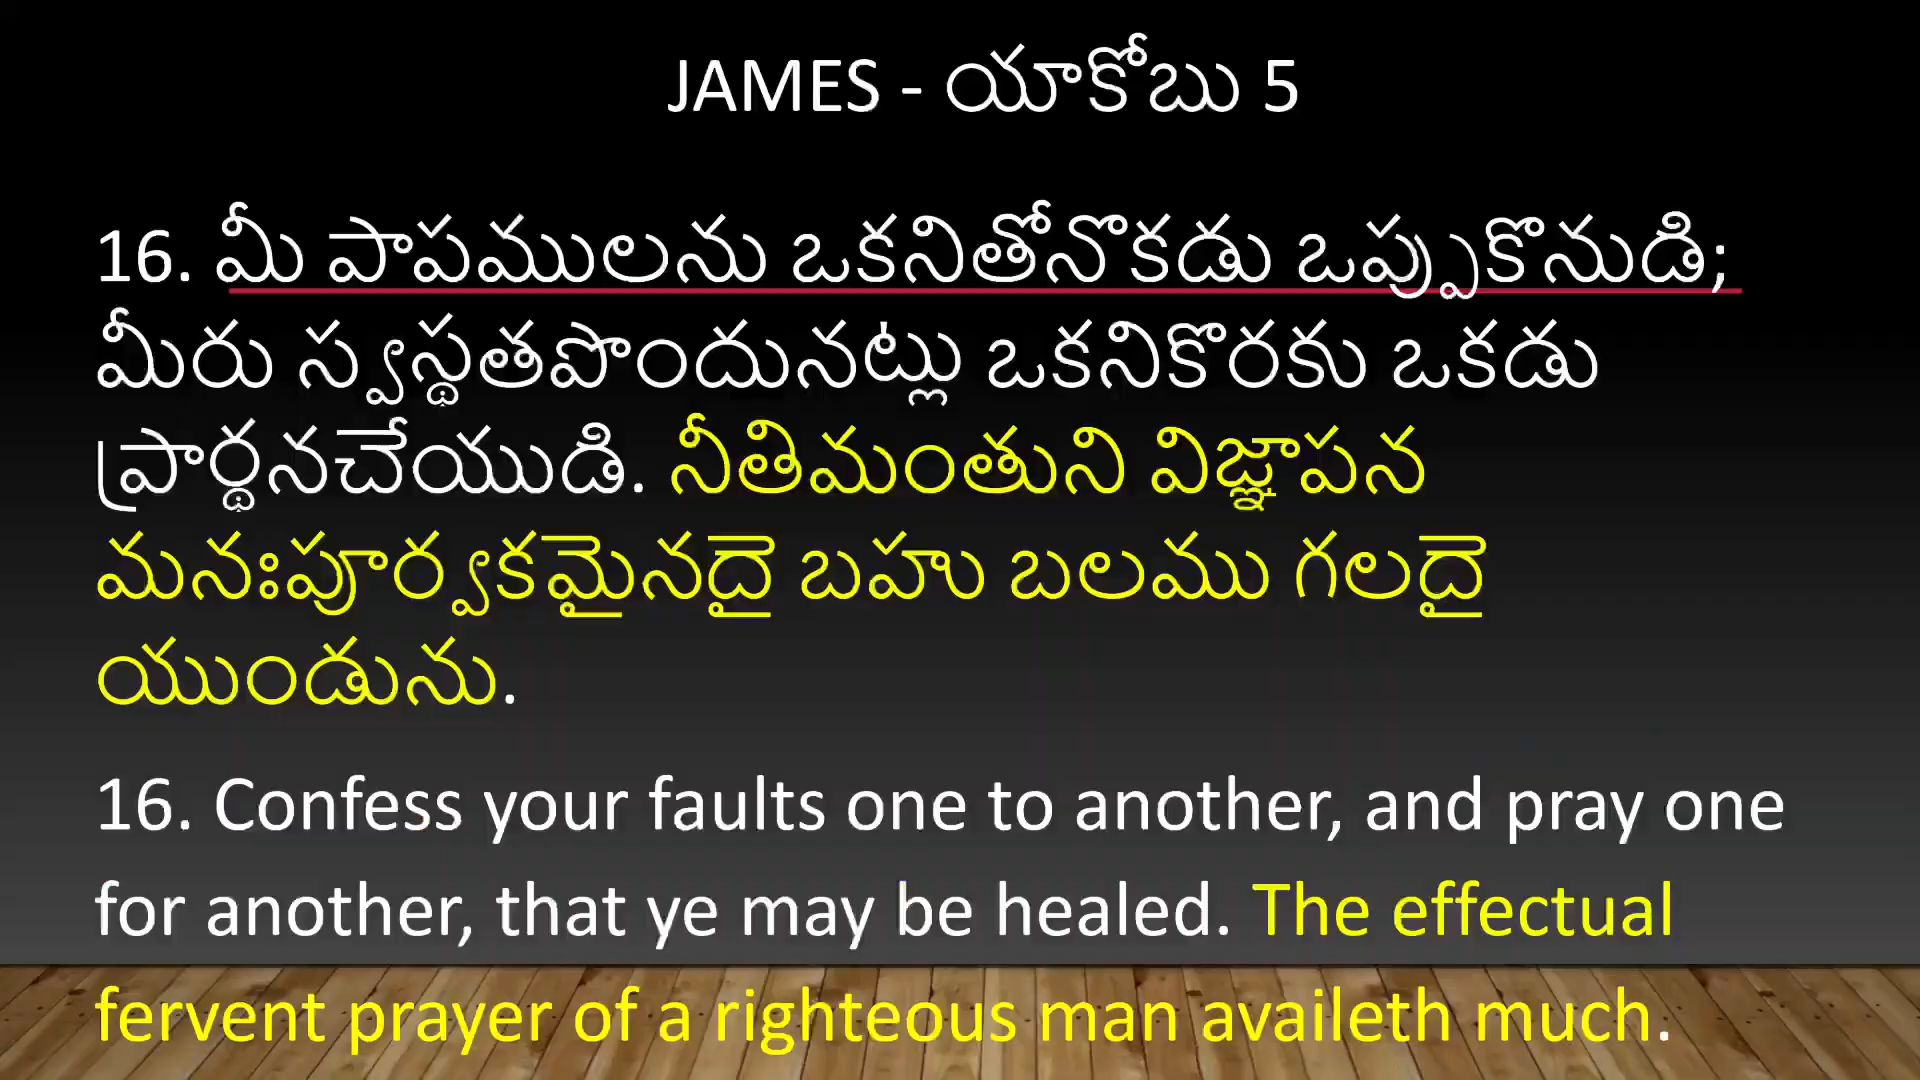 JAMES - యాకోబు 5
16. మీ పాపములను ఒకనితోనొకడు ఒప్పుకొనుడి;
మీరు స్వస్థతపొందునట్లు ఒకనికొరకు ఒకడు
ప్రార్థనచేయుడి. నీతిమంతుని విజ్ఞాపన
మనఃపూర్వకమైనదై బహు బలము గలదై
యుండును.
16. Confess your faults one to another, and pray one
for another, that ye may be healed. The effectual
fervent prayer of a righteous man availeth much.